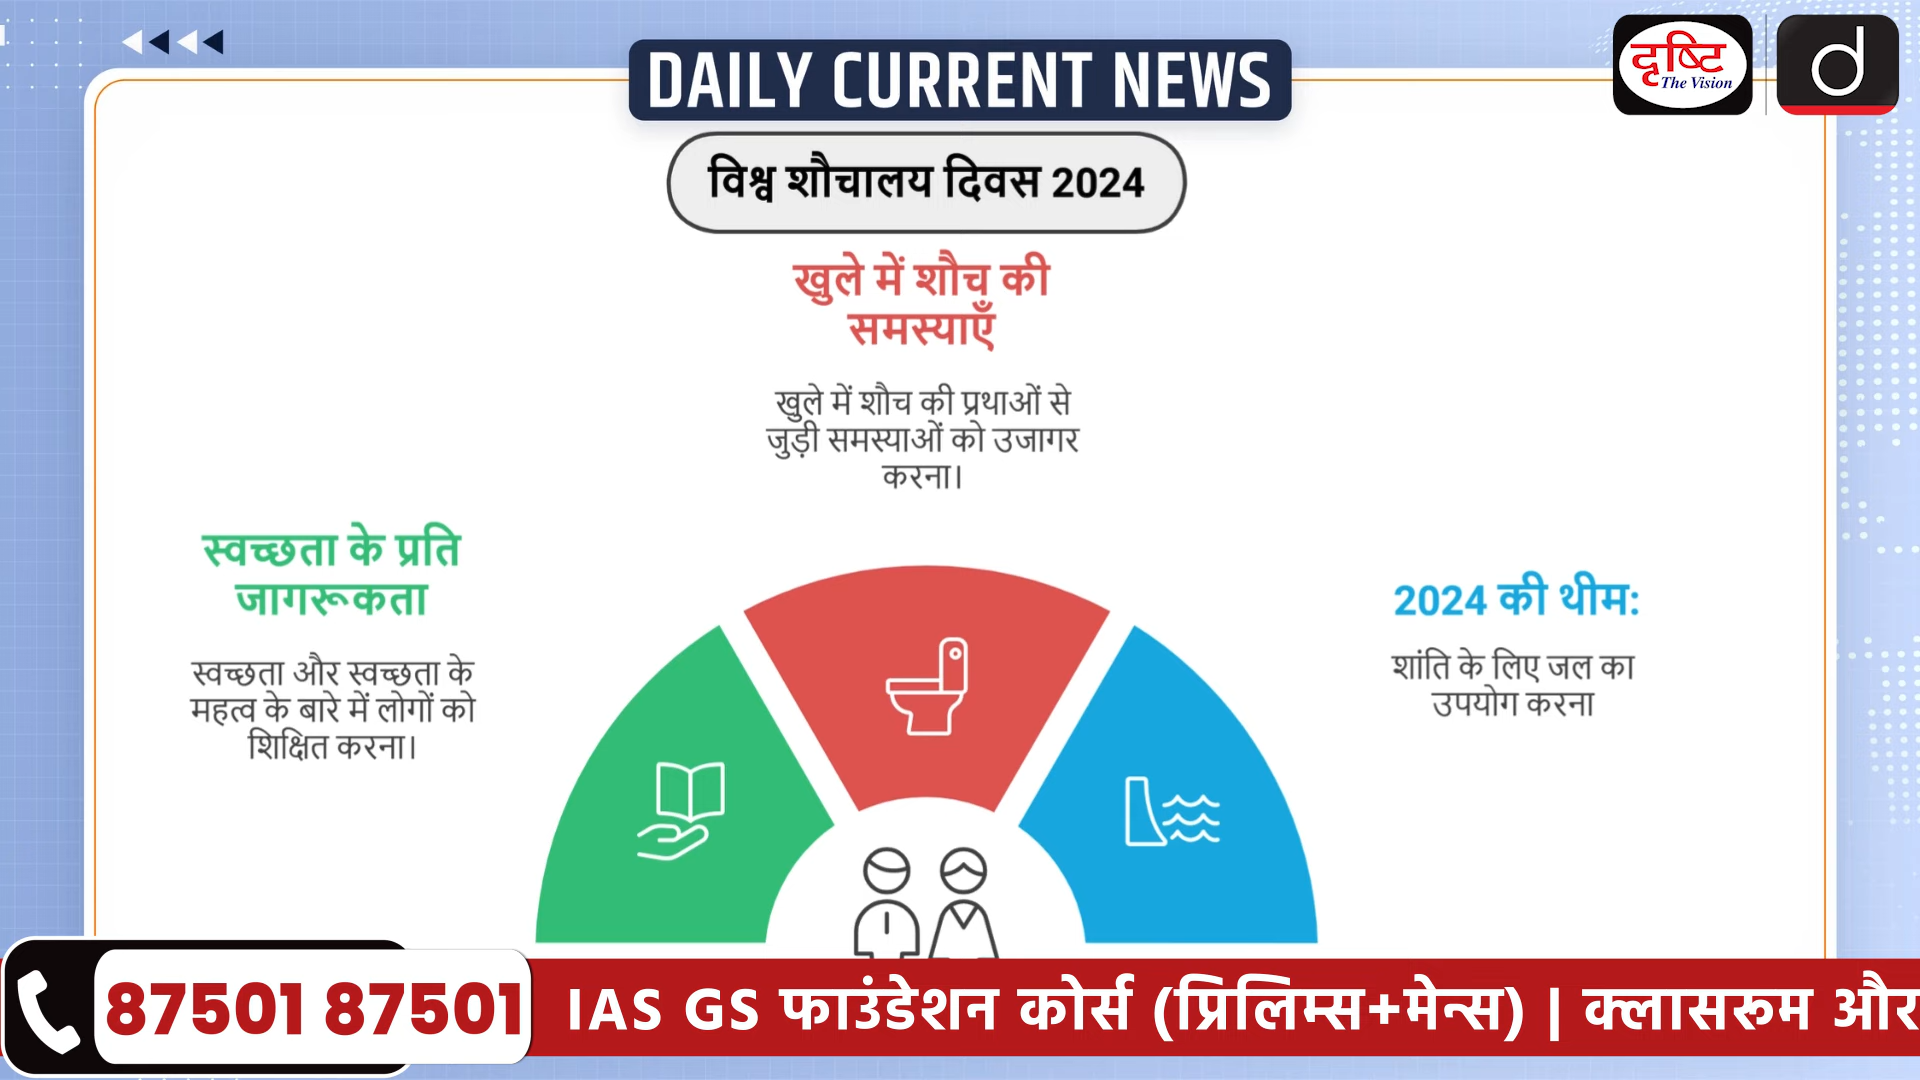 DAILY CURRENT NEWS
दृष्टि
The Vision
d
विश्व शौचालय दिवस 2024
खुले में शौच की
समस्याएँ
खुले में शौच की प्रथाओं से
जुड़ी समस्याओं को उजागर
करना।
स्वच्छता के प्रति
जागरूकता
स्वच्छता और स्वच्छता के
महत्व के बारे में लोगों को
शिक्षित करना।
2024 की थीम:
शांति के लिए जल का
उपयोग करना
87501 87501
IAS GS फाउंडेशन कोर्स (प्रिलिम्स+मेन्स) | क्लासरूम और